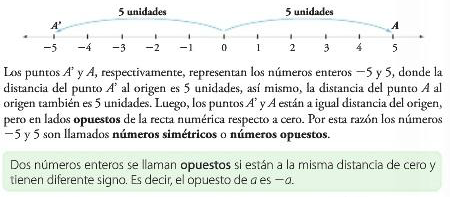 5 unidades 5 unidades
A' A
−5 −4 −3 −2 −1 0 1 2 3 4 5
Los puntos A' y A, respectivamente, representan los números enteros −5 y 5, donde la
distancia del punto A' al origen es 5 unidades, así mismo, la distancia del punto A al
origen también es 5 unidades. Luego, los puntos A' y A están a igual distancia del origen,
pero en lados opuestos de la recta numérica respecto a cero. Por esta razón los números
−5 y 5 son llamados números simétricos o números opuestos.
Dos números enteros se llaman opuestos si están a la misma distancia de cero y
tienen diferente signo. Es decir, el opuesto de a es −a.